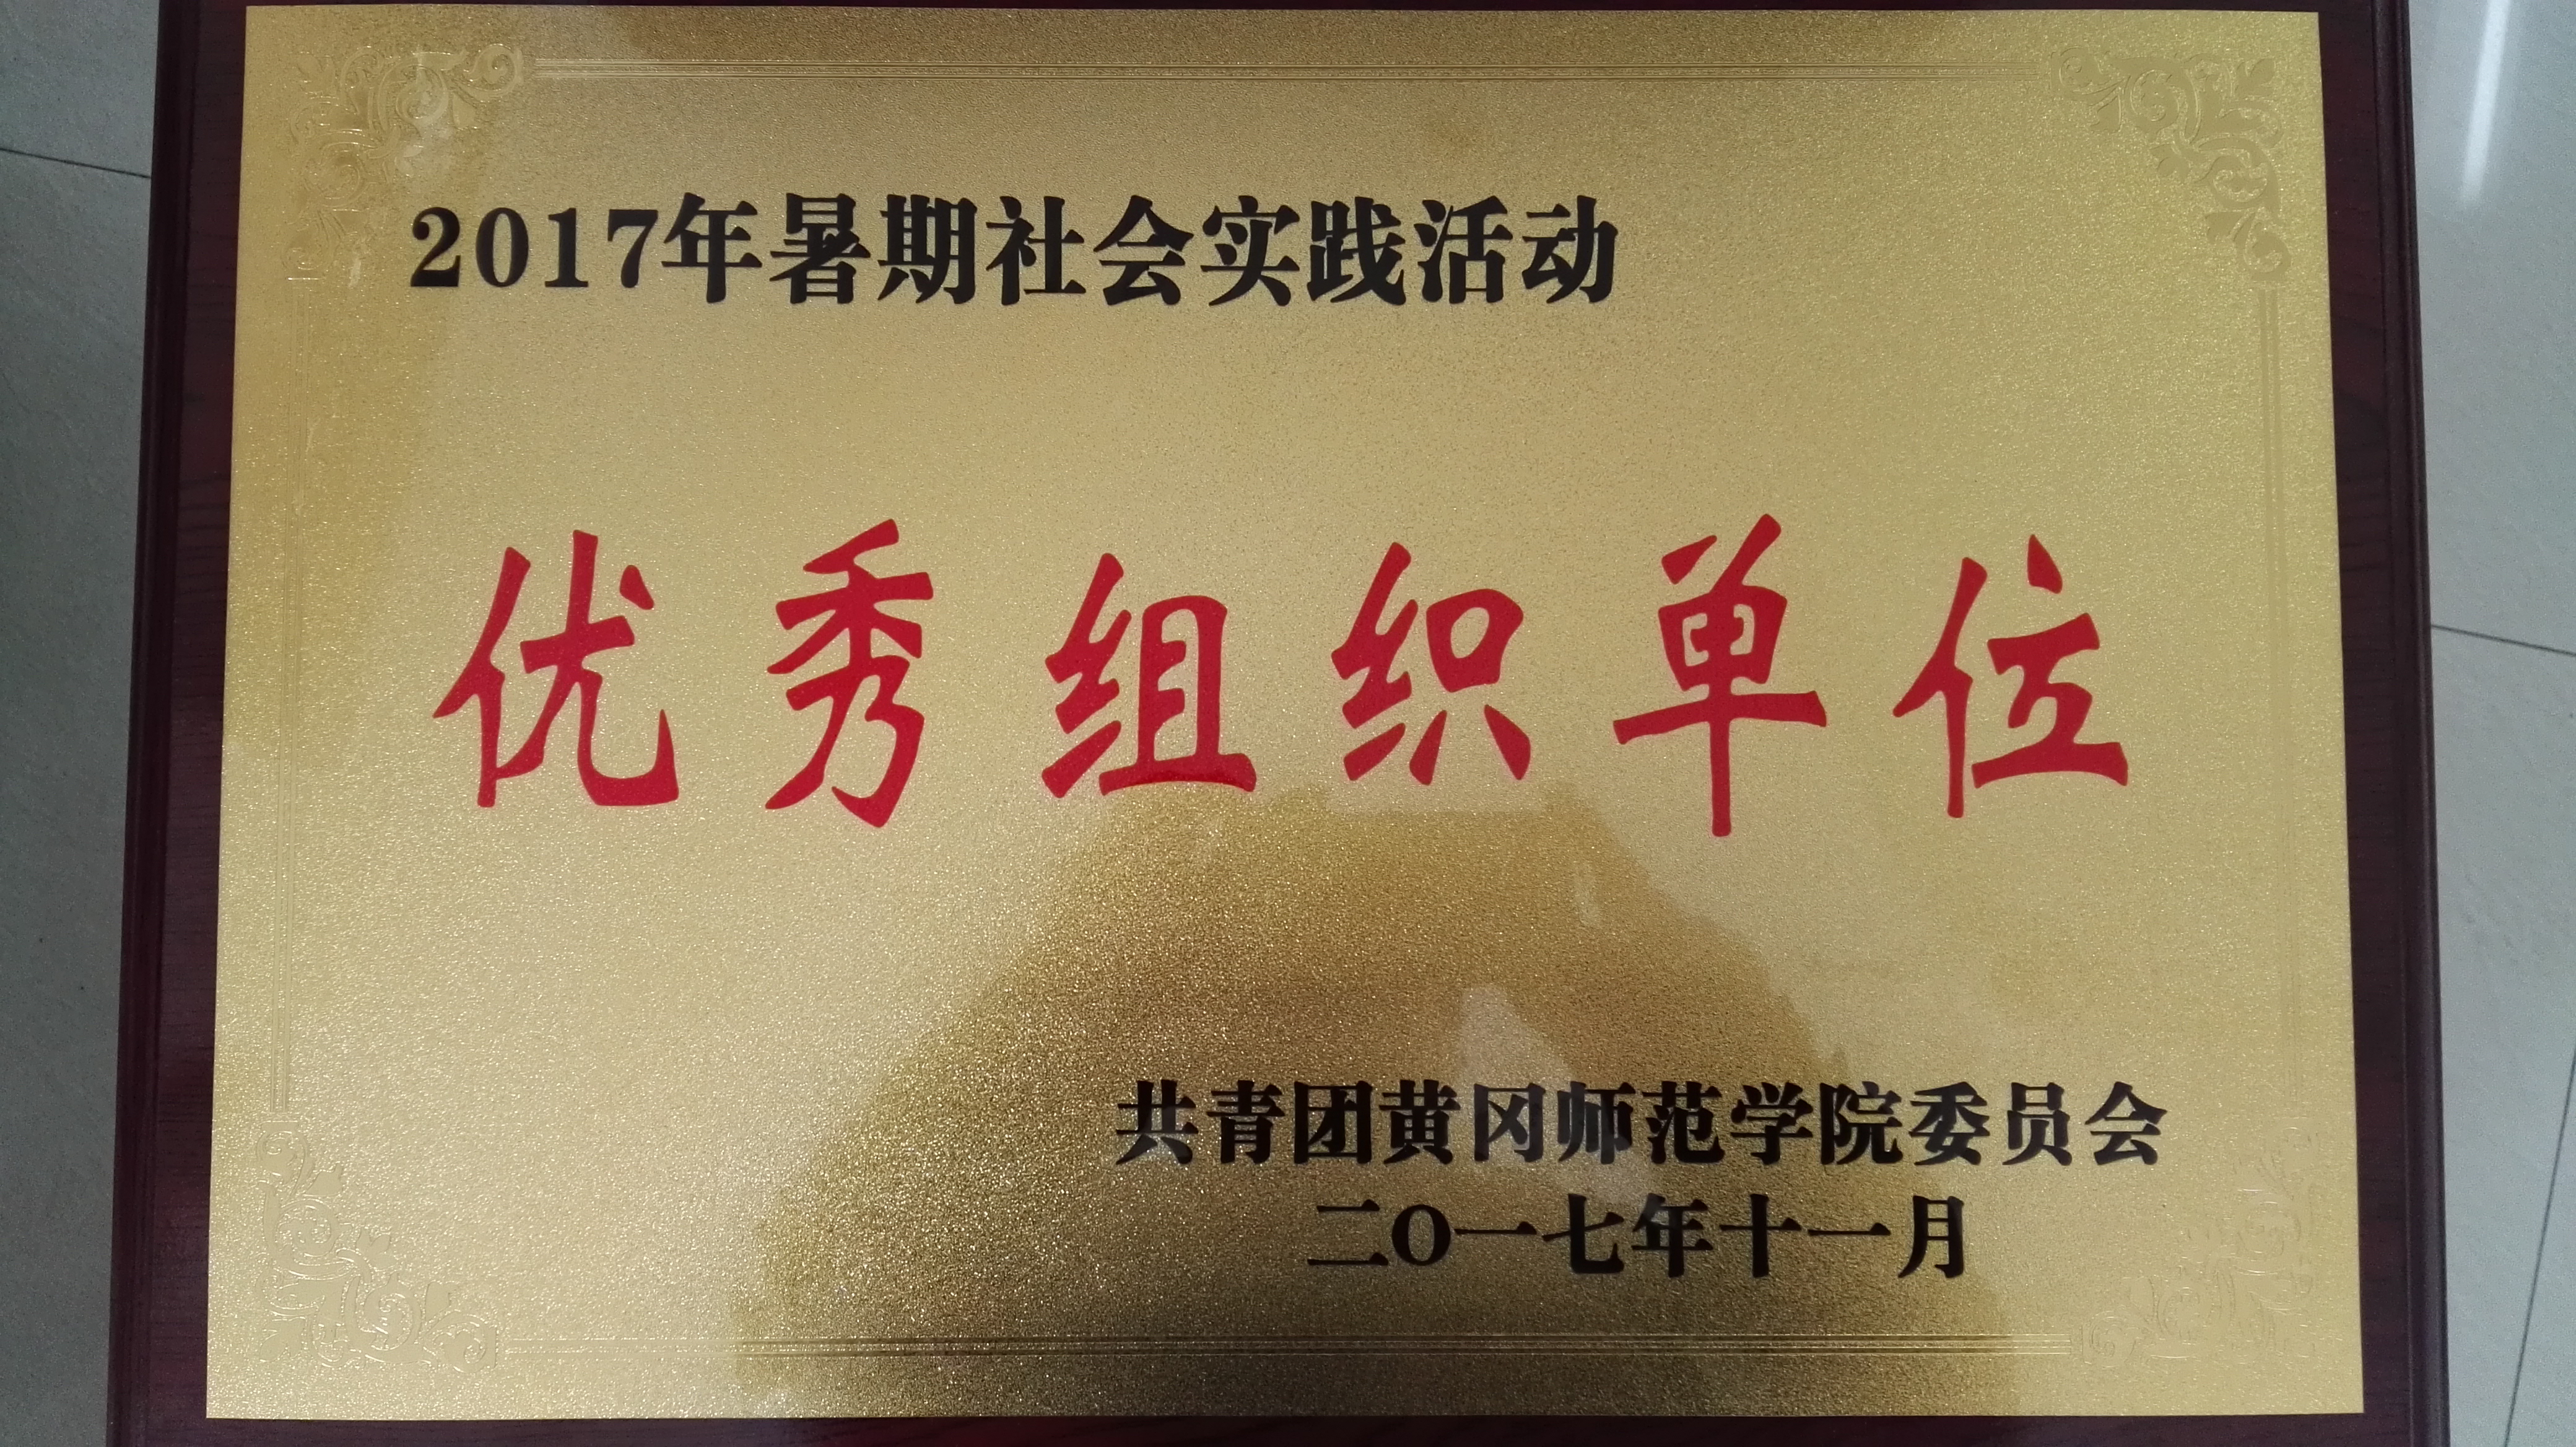 2017年暑期社会实践活动
优秀组织单位
共青团黄冈师范学院委员会
二O一七年十一月